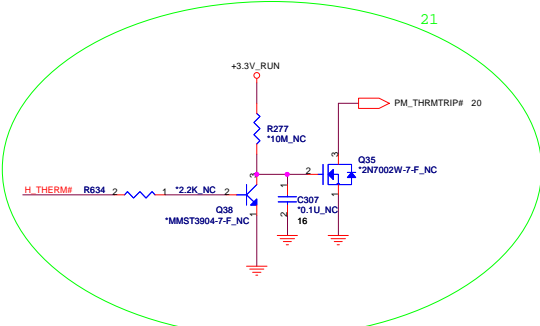 21
+3.3V_RUN
PM_THRMTRIP# 20
R277
*10M_NC
3
Q35
*2N7002W-7-F_NC
3
2
1
H_THERM# R634 2 1 *2.2K_NC 2
1
C307
*0.1U_NC
16
2
1
Q38
*MMST3904-7-F_NC